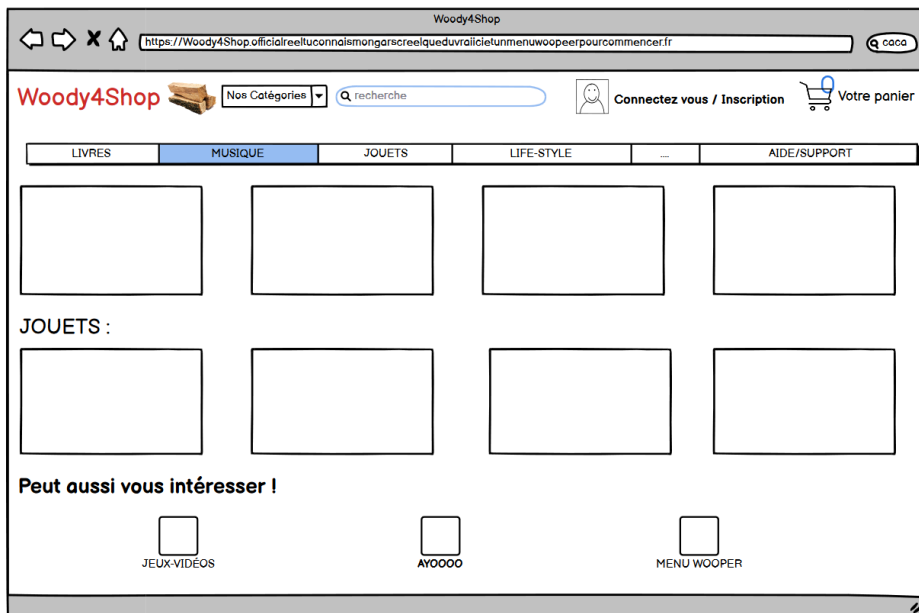 Woody4Shop
https://Woody4Shop.officialreeltuconnaismongarscreelqueduvraiicietunmenuwoopeerpourcommencer.fr
caca
Woody4Shop
Nos Catégories
recherche
Connectez vous / Inscription
0
Votre panier
LIVRES
MUSIQUE
JOUETS
LIFE-STYLE
....
AIDE/SUPPORT
JOUETS :
Peut aussi vous intéresser !
JEUX-VIDÉOS
AYOOOO
MENU WOOPER